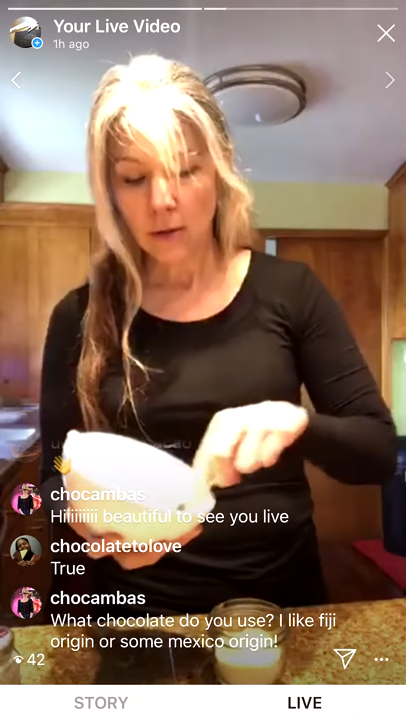 Your Live Video
1h ago
chocambas
Hiiiiiiiii beautiful to see you live
chocolatetolove
True
chocambas
What chocolate do you use? I like fiji
origin or some mexico origin!
42
STORY
LIVE